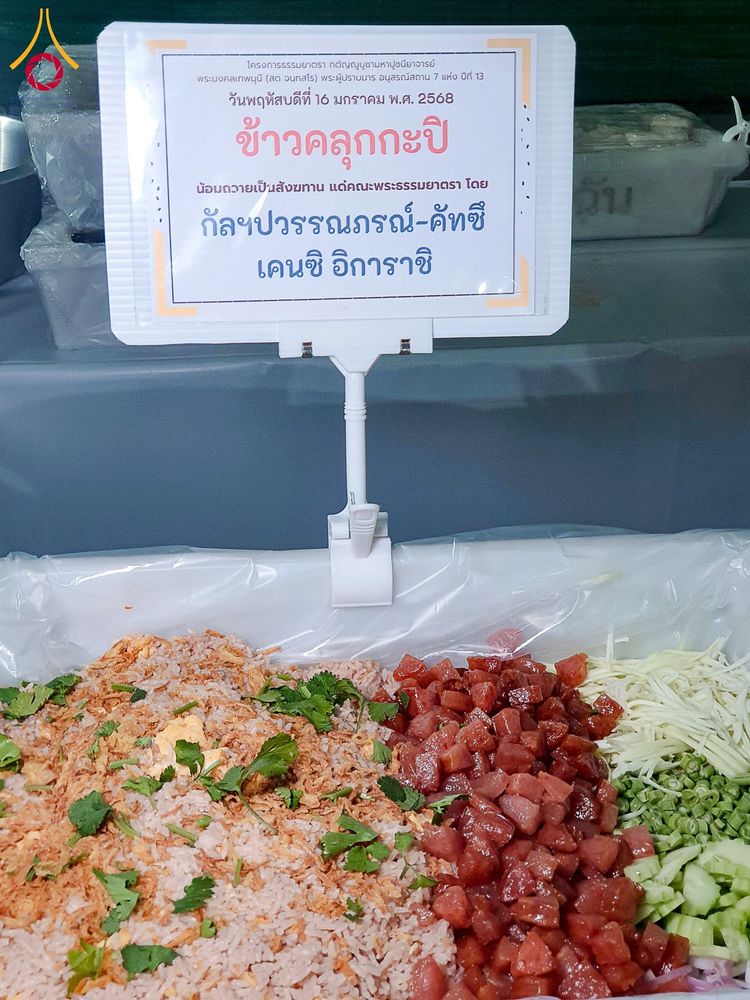 โครงการธรรมยาตรา กตัญญูบูชามหาปูชนียาจารย์
พระมงคลเทพมุนี (สด จนฺทสโร) พระผู้ปราบมาร อนุสรณ์สถาน 7 แห่ง ปีที่ 13
วันพฤหัสบดีที่ 16 มกราคม พ.ศ. 2568
ข้าวคลุกกะปิ
น้อมถวายเป็นสังฆทาน แด่คณะพระธรรมยาตรา โดย
กัลฯปวรรณภรณ์-คัทซึ
เคนซิ อิการาชิ
ฉัน